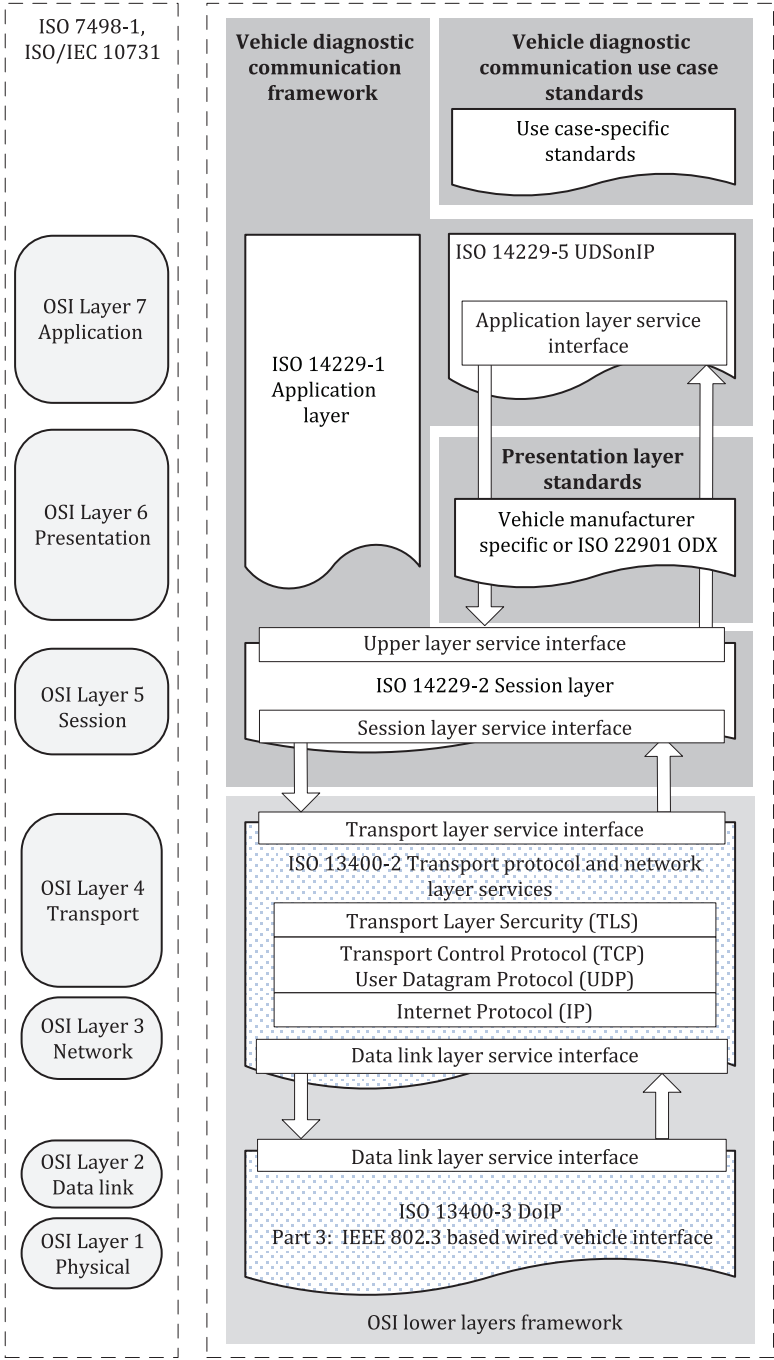 ISO 7498-1,
ISO/IEC 10731
OSI Layer 7
Application
OSI Layer 6
Presentation
OSI Layer 5
Session
OSI Layer 4
Transport
OSI Layer 3
Network
OSI Layer 2
Data link
OSI Layer 1
Physical
Vehicle diagnostic
communication
framework
Vehicle diagnostic
communication use case
standards
Use case-specific
standards
ISO 14229-1
Application
layer
ISO 14229-5 UDSonIP
Application layer service
interface
Presentation layer
standards
Vehicle manufacturer
specific or ISO 22901 ODX
Upper layer service interface
ISO 14229-2 Session layer
Session layer service interface
Transport layer service interface
ISO 13400-2 Transport protocol and network
layer services
Transport Layer Sercurity (TLS)
Transport Control Protocol (TCP)
User Datagram Protocol (UDP)
Internet Protocol (IP)
Data link layer service interface
Data link layer service interface
ISO 13400-3 DoIP
Part 3: IEEE 802.3 based wired vehicle interface
OSI lower layers framework